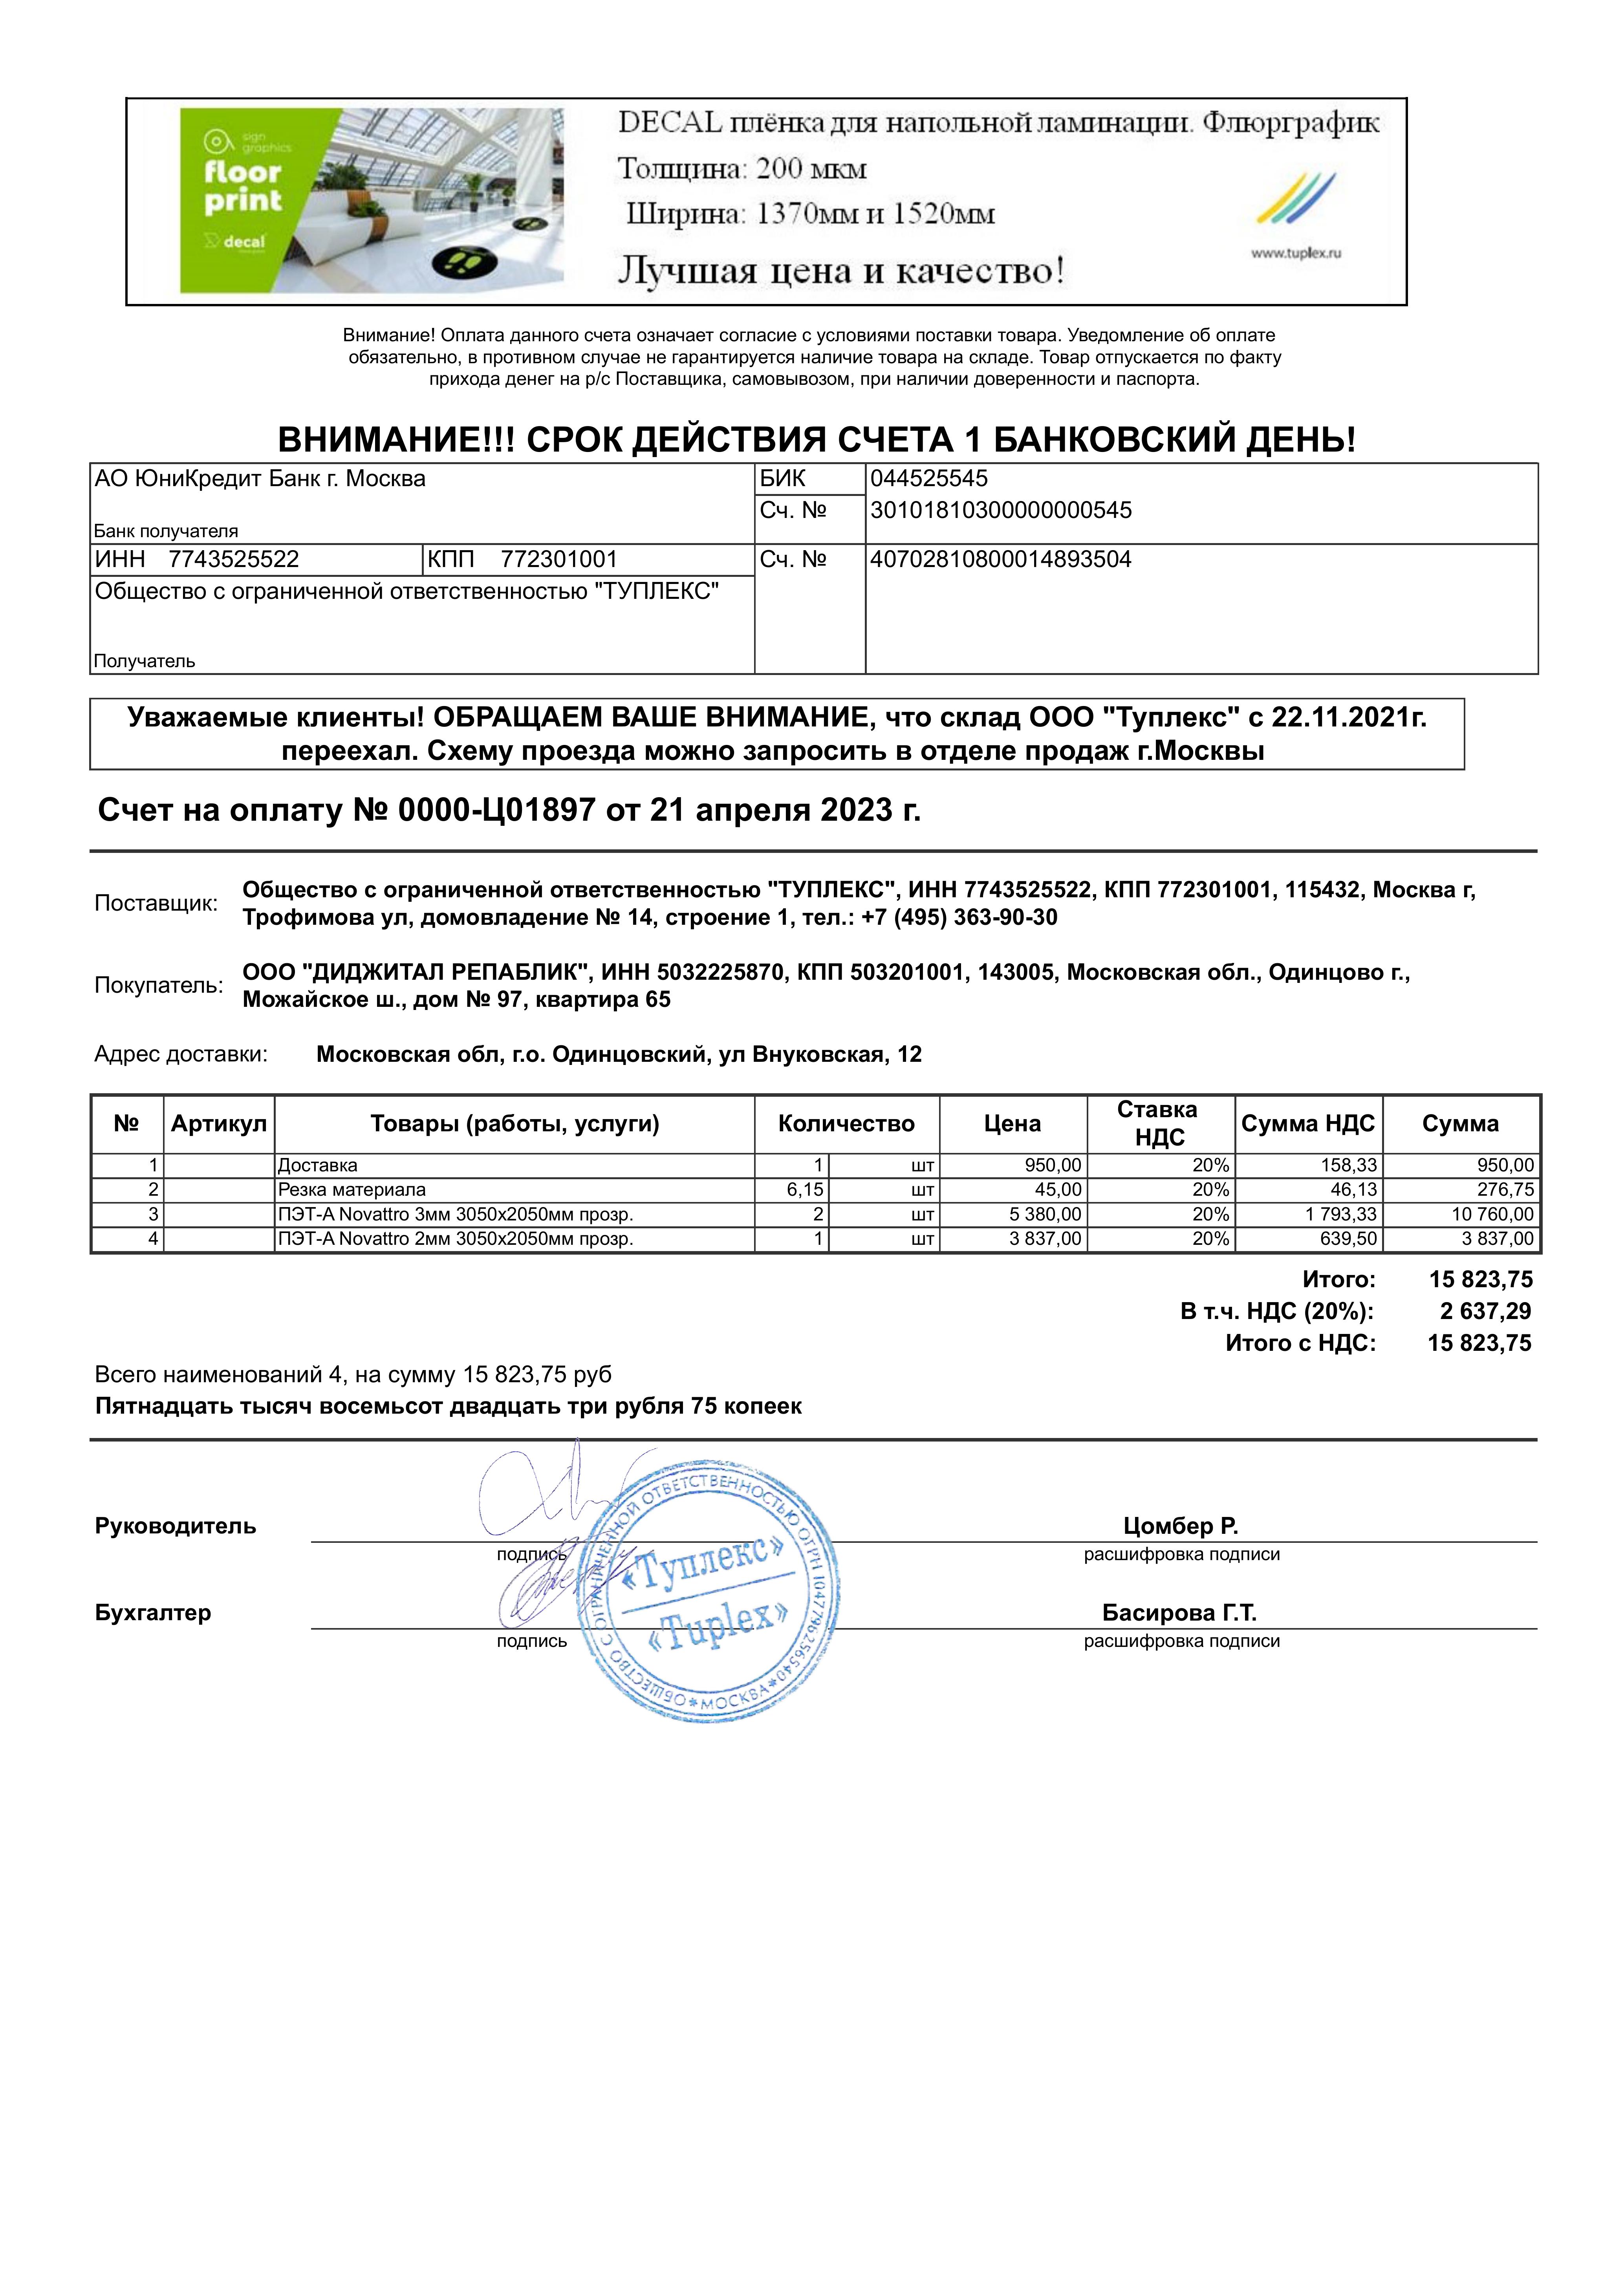 sign
graphics
floor
print
decal
DECAL плёнка для напольной ламинации. Флюрграфик
Толщина: 200 мкм
Ширина: 1370мм и 1520мм
Лучшая цена и качество!
www.tuplex.ru
Внимание! Оплата данного счета означает согласие с условиями поставки товара. Уведомление об оплате
обязательно, в противном случае не гарантируется наличие товара на складе. Товар отпускается по факту
прихода денег на р/с Поставщика, самовывозом, при наличии доверенности и паспорта.
ВНИМАНИЕ!!! СРОК ДЕЙСТВИЯ СЧЕТА 1 БАНКОВСКИЙ ДЕНЬ!
АО ЮниКредит Банк г. Москва БИК 044525545
Сч. № 30101810300000000545
Банк получателя
ИНН 7743525522 КПП 772301001 Сч. № 40702810800014893504
Общество с ограниченной ответственностью "ТУПЛЕКС"
Получатель
Уважаемые клиенты! ОБРАЩАЕМ ВАШЕ ВНИМАНИЕ, что склад ООО "Туплекс" с 22.11.2021г.
переехал. Схему проезда можно запросить в отделе продаж г.Москвы
Счет на оплату № 0000-Ц01897 от 21 апреля 2023 г.
Поставщик: Общество с ограниченной ответственностью "ТУПЛЕКС", ИНН 7743525522, КПП 772301001, 115432, Москва г,
Трофимова ул, домовладение № 14, строение 1, тел.: +7 (495) 363-90-30
Покупатель: ООО "ДИДЖИТАЛ РЕПАБЛИК", ИНН 5032225870, КПП 503201001, 143005, Московская обл., Одинцово г.,
Можайское ш., дом № 97, квартира 65
Адрес доставки: Московская обл, г.о. Одинцовский, ул Внуковская, 12
№ Артикул Товары (работы, услуги) Количество Цена Ставка НДС Сумма НДС Сумма
1 Доставка 1 шт 950,00 20% 158,33 950,00
2 Резка материала 6,15 шт 45,00 20% 46,13 276,75
3 ПЭТ-А Novattro 3мм 3050х2050мм прозр. 2 шт 5 380,00 20% 1 793,33 10 760,00
4 ПЭТ-А Novattro 2мм 3050х2050мм прозр. 1 шт 3 837,00 20% 639,50 3 837,00
Итого: 15 823,75
В т.ч. НДС (20%): 2 637,29
Итого с НДС: 15 823,75
Всего наименований 4, на сумму 15 823,75 руб
Пятнадцать тысяч восемьсот двадцать три рубля 75 копеек
Руководитель Цомбер Р.
подпись расшифровка подписи
Бухгалтер Басирова Г.Т.
подпись расшифровка подписи
ОБЩЕСТВО С ОГРАНИЧЕННОЙ ОТВЕТСТВЕННОСТЬЮ ОГРН 1047796256540
*МОСКВА*
«Туплекс»
«Tuplex»